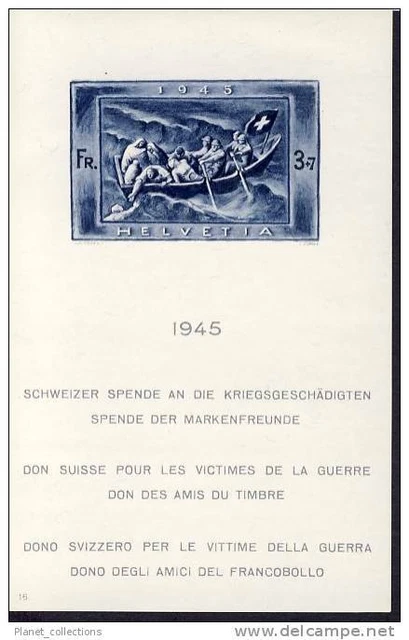 1945
FR. 3+7
HELVETIA
1945
SCHWEIZER SPENDE AN DIE KRIEGSGESCHÄDIGTEN
SPENDE DER MARKENFREUNDE
DON SUISSE POUR LES VICTIMES DE LA GUERRE
DON DES AMIS DU TIMBRE
DONO SVIZZERO PER LE VITTIME DELLA GUERRA
DONO DEGLI AMICI DEL FRANCOBOLLO
16
Planet_collections
www.delcampe.net